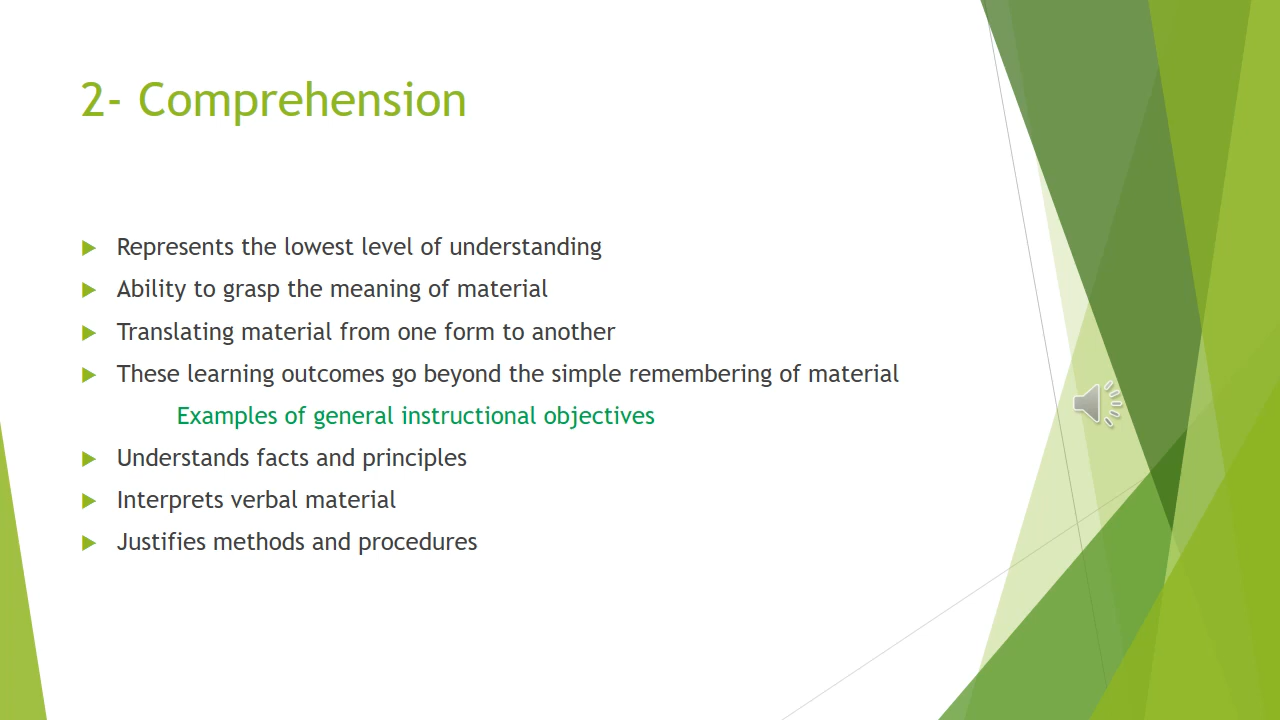 2- Comprehension
Represents the lowest level of understanding
Ability to grasp the meaning of material
Translating material from one form to another
These learning outcomes go beyond the simple remembering of material
Examples of general instructional objectives
Understands facts and principles
Interprets verbal material
Justifies methods and procedures